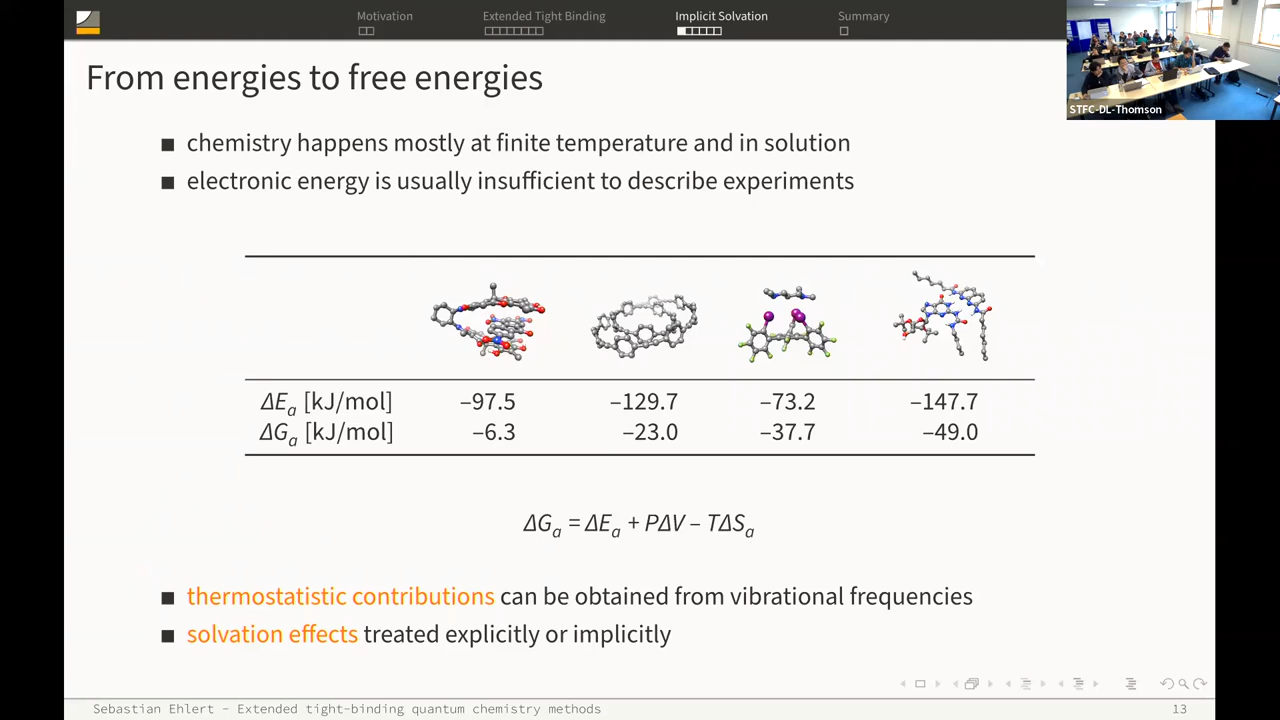 Motivation Extended Tight Binding Implicit Solvation Summary
From energies to free energies
STFC-DL-Thomson
■ chemistry happens mostly at finite temperature and in solution
■ electronic energy is usually insufficient to describe experiments
ΔEₐ [kJ/mol] –97.5 –129.7 –73.2 –147.7
ΔGₐ [kJ/mol] –6.3 –23.0 –37.7 –49.0
ΔGₐ = ΔEₐ + PΔV – TΔSₐ
■ thermostatistic contributions can be obtained from vibrational frequencies
■ solvation effects treated explicitly or implicitly
Sebastian Ehlert – Extended tight-binding quantum chemistry methods 13